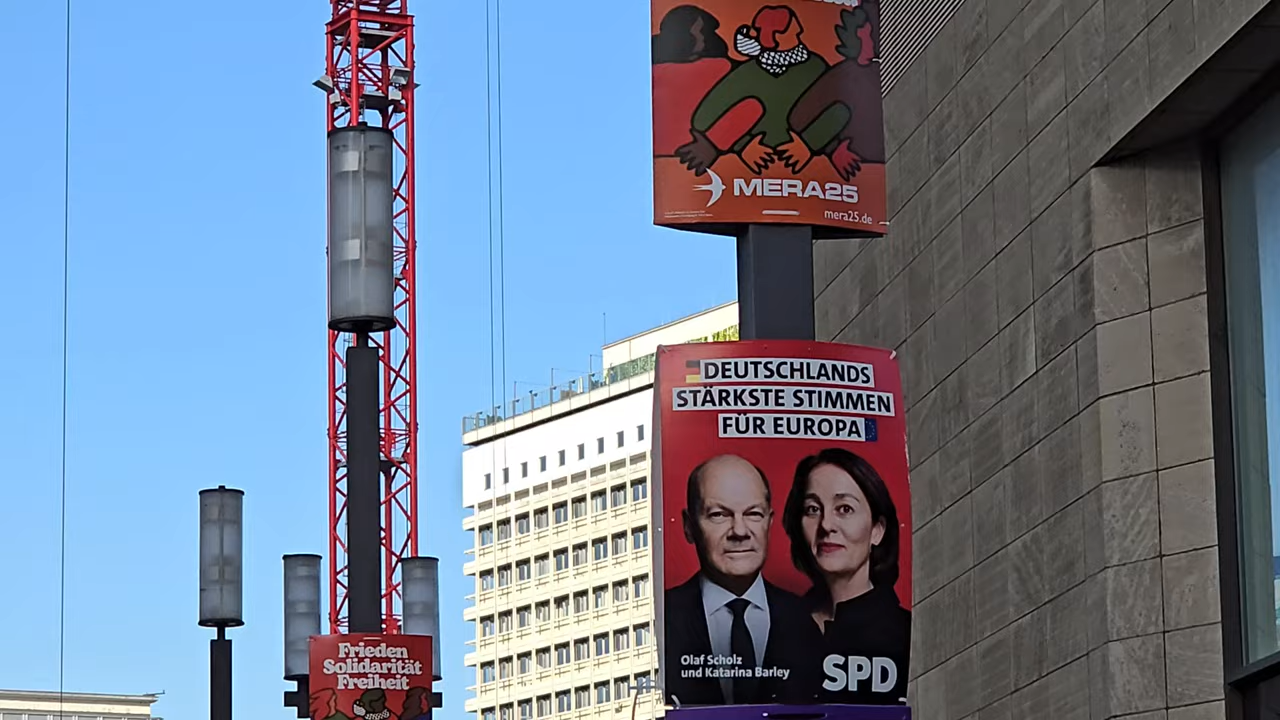 MERA25
mera25.de
DEUTSCHLANDS
STÄRKSTE STIMMEN
FÜR EUROPA
Olaf Scholz
und Katarina Barley
SPD
Frieden
Solidarität
Freiheit